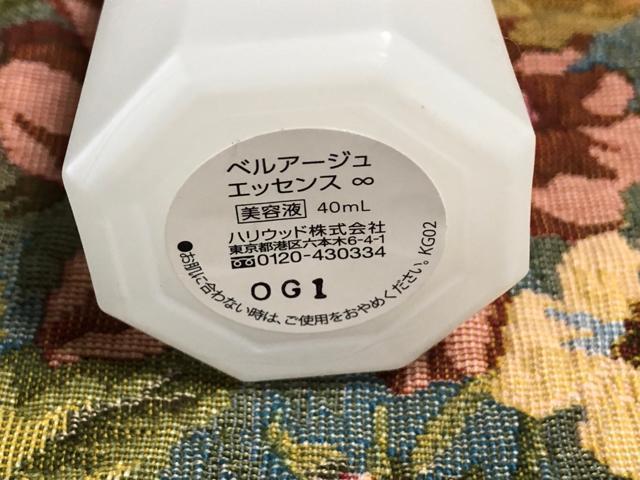 ベルアージュ
エッセンス ∞
美容液 40mL
ハリウッド株式会社
東京都港区六本木6-4-1
0120-430334
OG1
●お肌に合わない時は、ご使用をおやめください。KG02